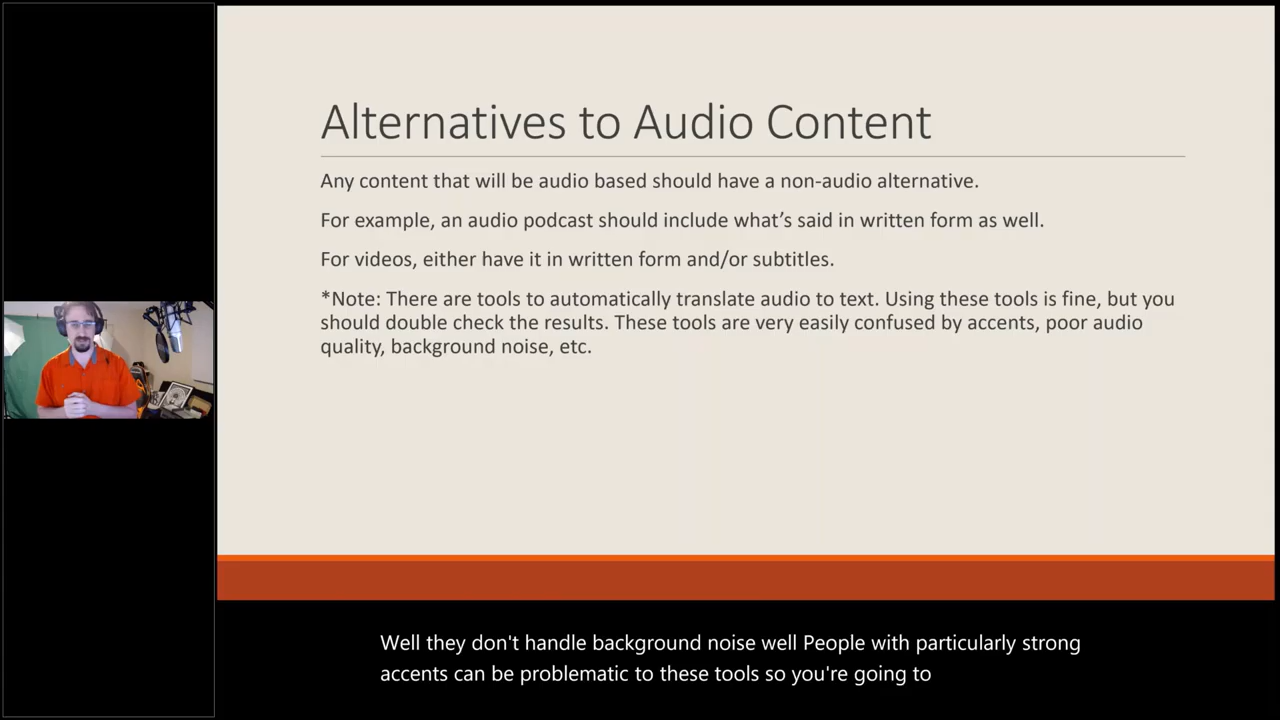 Alternatives to Audio Content
Any content that will be audio based should have a non-audio alternative.
For example, an audio podcast should include what’s said in written form as well.
For videos, either have it in written form and/or subtitles.
*Note: There are tools to automatically translate audio to text. Using these tools is fine, but you
should double check the results. These tools are very easily confused by accents, poor audio
quality, background noise, etc.
Well they don't handle background noise well People with particularly strong
accents can be problematic to these tools so you're going to